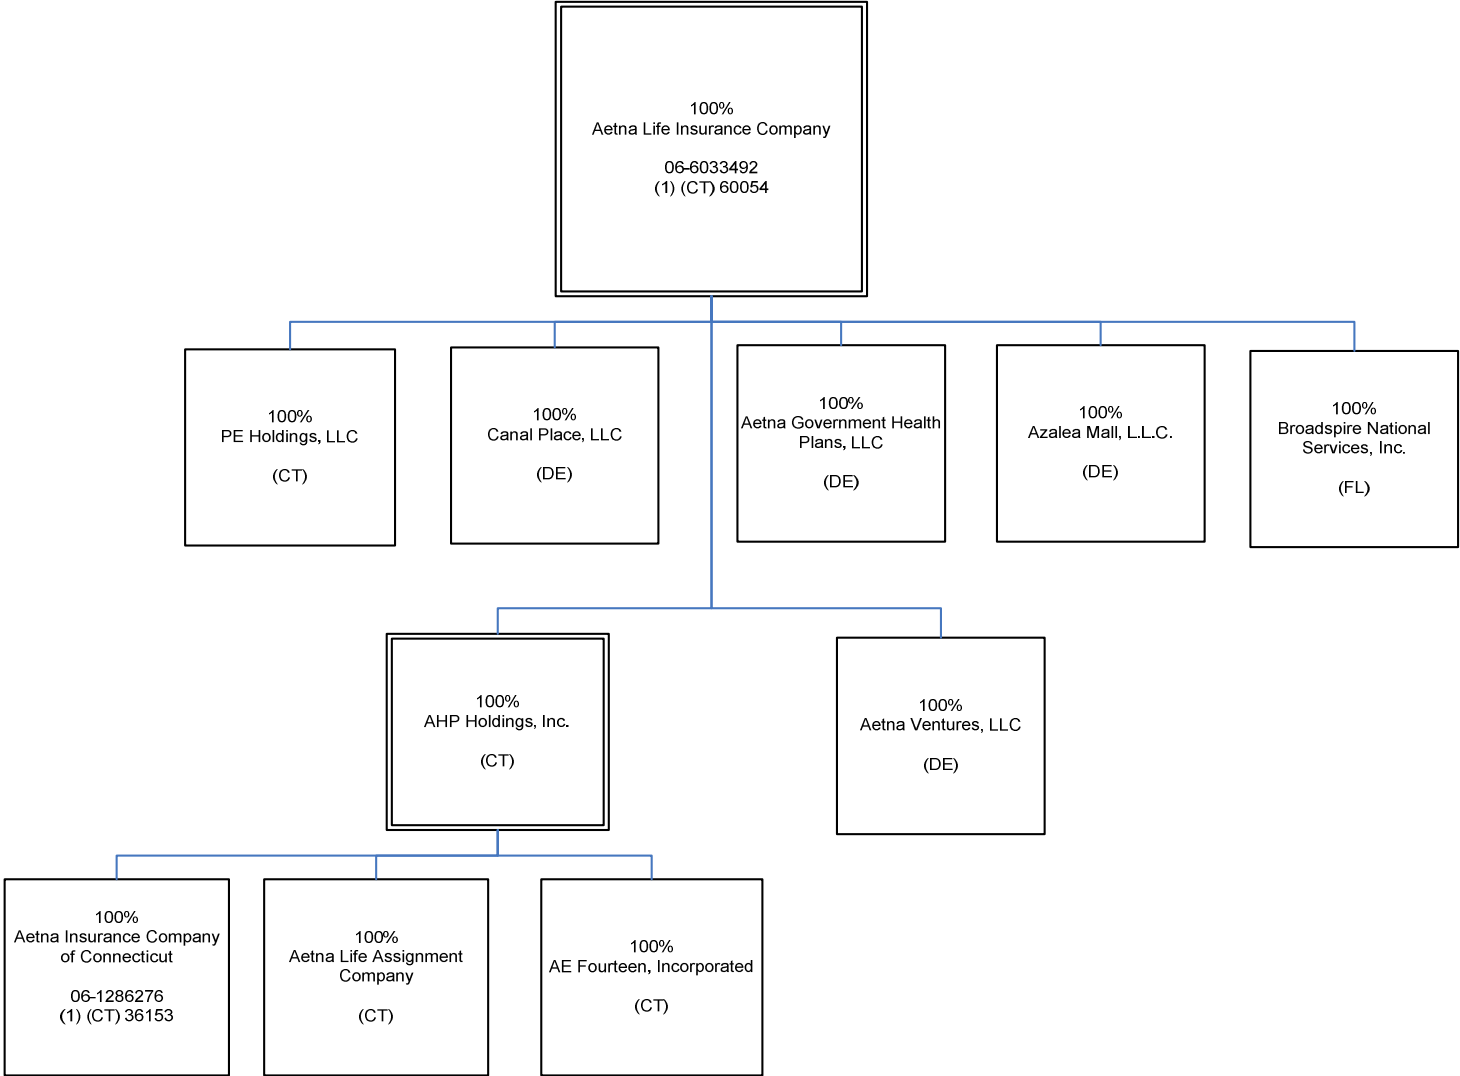 100%
Aetna Life Insurance Company
06-6033492
(1) (CT) 60054
100%
PE Holdings, LLC
(CT)
100%
Canal Place, LLC
(DE)
100%
Aetna Government Health
Plans, LLC
(DE)
100%
Azalea Mall, L.L.C.
(DE)
100%
Broadspire National
Services, Inc.
(FL)
100%
AHP Holdings, Inc.
(CT)
100%
Aetna Ventures, LLC
(DE)
100%
Aetna Insurance Company
of Connecticut
06-1286276
(1) (CT) 36153
100%
Aetna Life Assignment
Company
(CT)
100%
AE Fourteen, Incorporated
(CT)